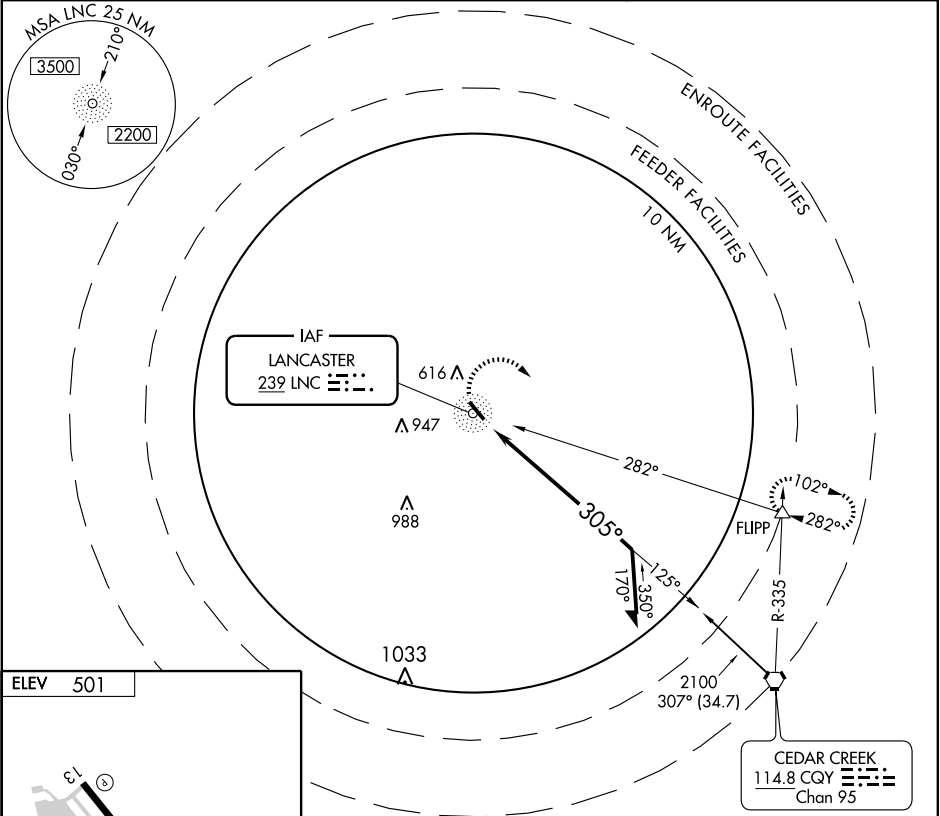 MSA LNC 25 NM
210°
3500
2200
030°
ENROUTE FACILITIES
FEEDER FACILITIES
10 NM
IAF
LANCASTER
239 LNC
616
947
988
282°
102°
282°
FLIPP
305°
125°
170°
350°
R-335
1033
2100
307° (34.7)
CEDAR CREEK
114.8 CQY
Chan 95
ELEV 501
13
P